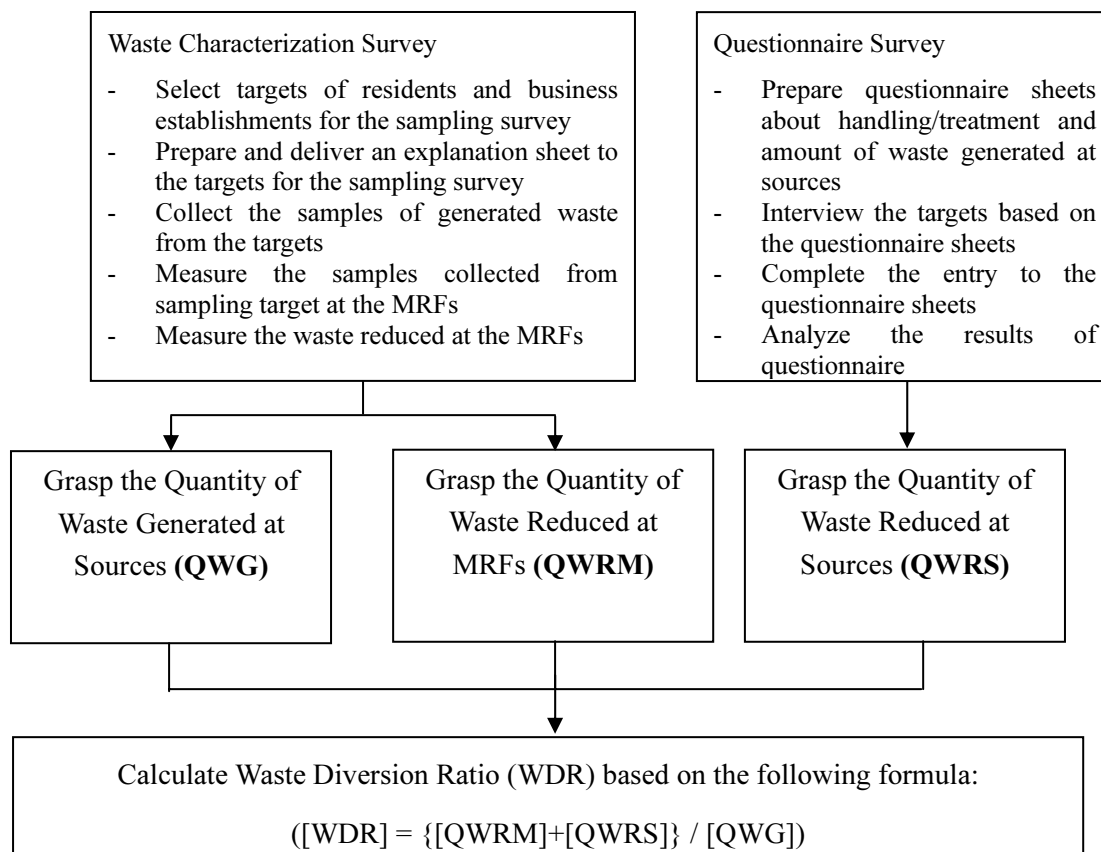 Waste Characterization Survey
- Select targets of residents and business
establishments for the sampling survey
- Prepare and deliver an explanation sheet to
the targets for the sampling survey
- Collect the samples of generated waste
from the targets
- Measure the samples collected from
sampling target at the MRFs
- Measure the waste reduced at the MRFs
Questionnaire Survey
- Prepare questionnaire sheets
about handling/treatment and
amount of waste generated at
sources
- Interview the targets based on
the questionnaire sheets
- Complete the entry to the
questionnaire sheets
- Analyze the results of
questionnaire
Grasp the Quantity of
Waste Generated at
Sources (QWG)
Grasp the Quantity of
Waste Reduced at
MRFs (QWRM)
Grasp the Quantity of
Waste Reduced at
Sources (QWRS)
Calculate Waste Diversion Ratio (WDR) based on the following formula:
([WDR] = {[QWRM]+[QWRS]} / [QWG])